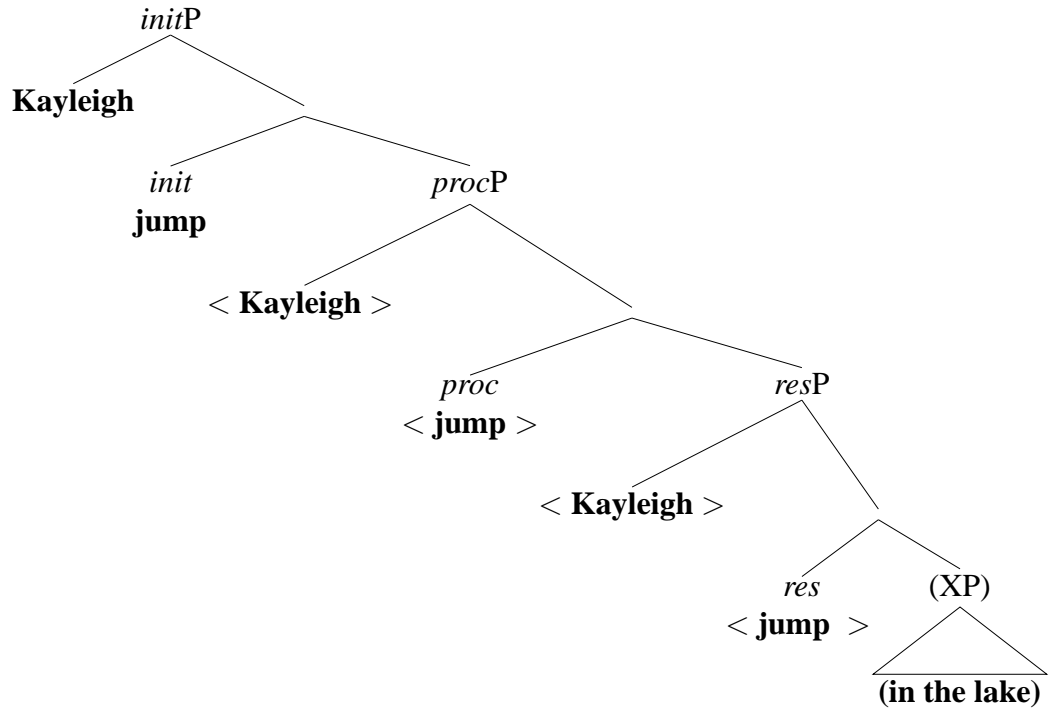 initP
Kayleigh
init
procP
jump
< Kayleigh >
proc
resP
< jump >
< Kayleigh >
res
(XP)
< jump >
(in the lake)